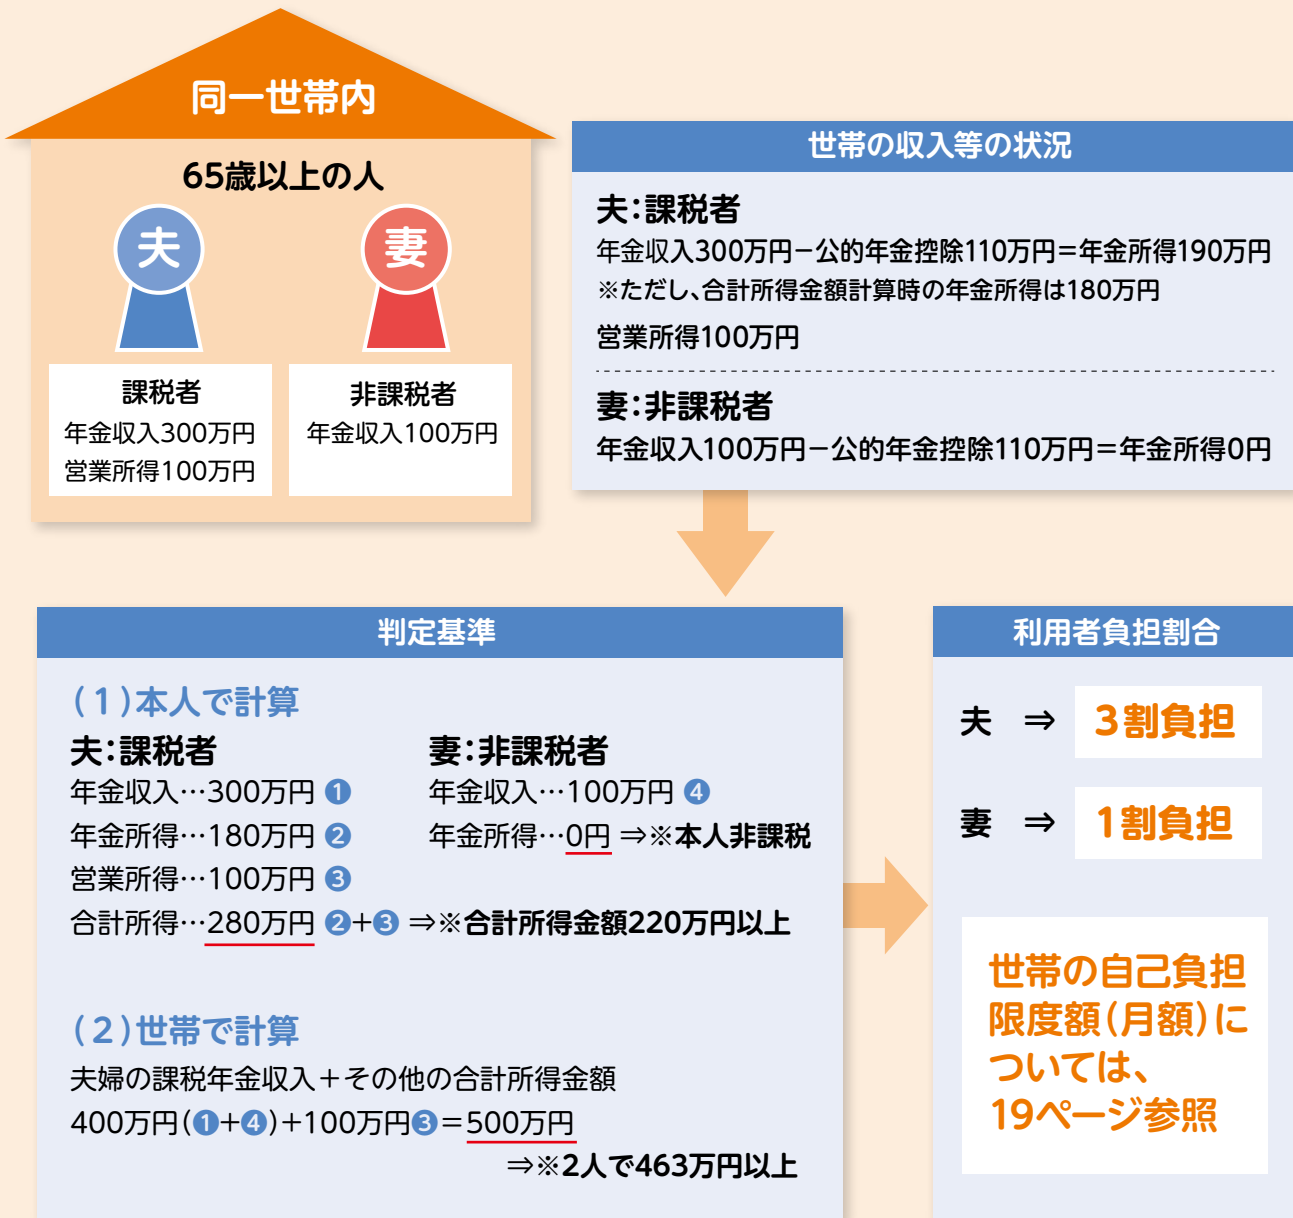 同一世帯内
65歳以上の人
夫
妻
課税者
年金収入300万円
営業所得100万円
非課税者
年金収入100万円
世帯の収入等の状況
夫：課税者
年金収入300万円－公的年金控除110万円＝年金所得190万円
※ただし、合計所得金額計算時の年金所得は180万円
営業所得100万円
妻：非課税者
年金収入100万円－公的年金控除110万円＝年金所得0円
判定基準
（1）本人で計算
夫：課税者
年金収入…300万円 ❶
年金所得…180万円 ❷
営業所得…100万円 ❸
合計所得…280万円 ❷+❸ ⇒※合計所得金額220万円以上
妻：非課税者
年金収入…100万円 ❹
年金所得…0円 ⇒※本人非課税
（2）世帯で計算
夫婦の課税年金収入＋その他の合計所得金額
400万円（❶+❹）+100万円❸＝500万円
⇒※2人で463万円以上
利用者負担割合
夫 ⇒ 3割負担
妻 ⇒ 1割負担
世帯の自己負担
限度額（月額）に
ついては、
19ページ参照